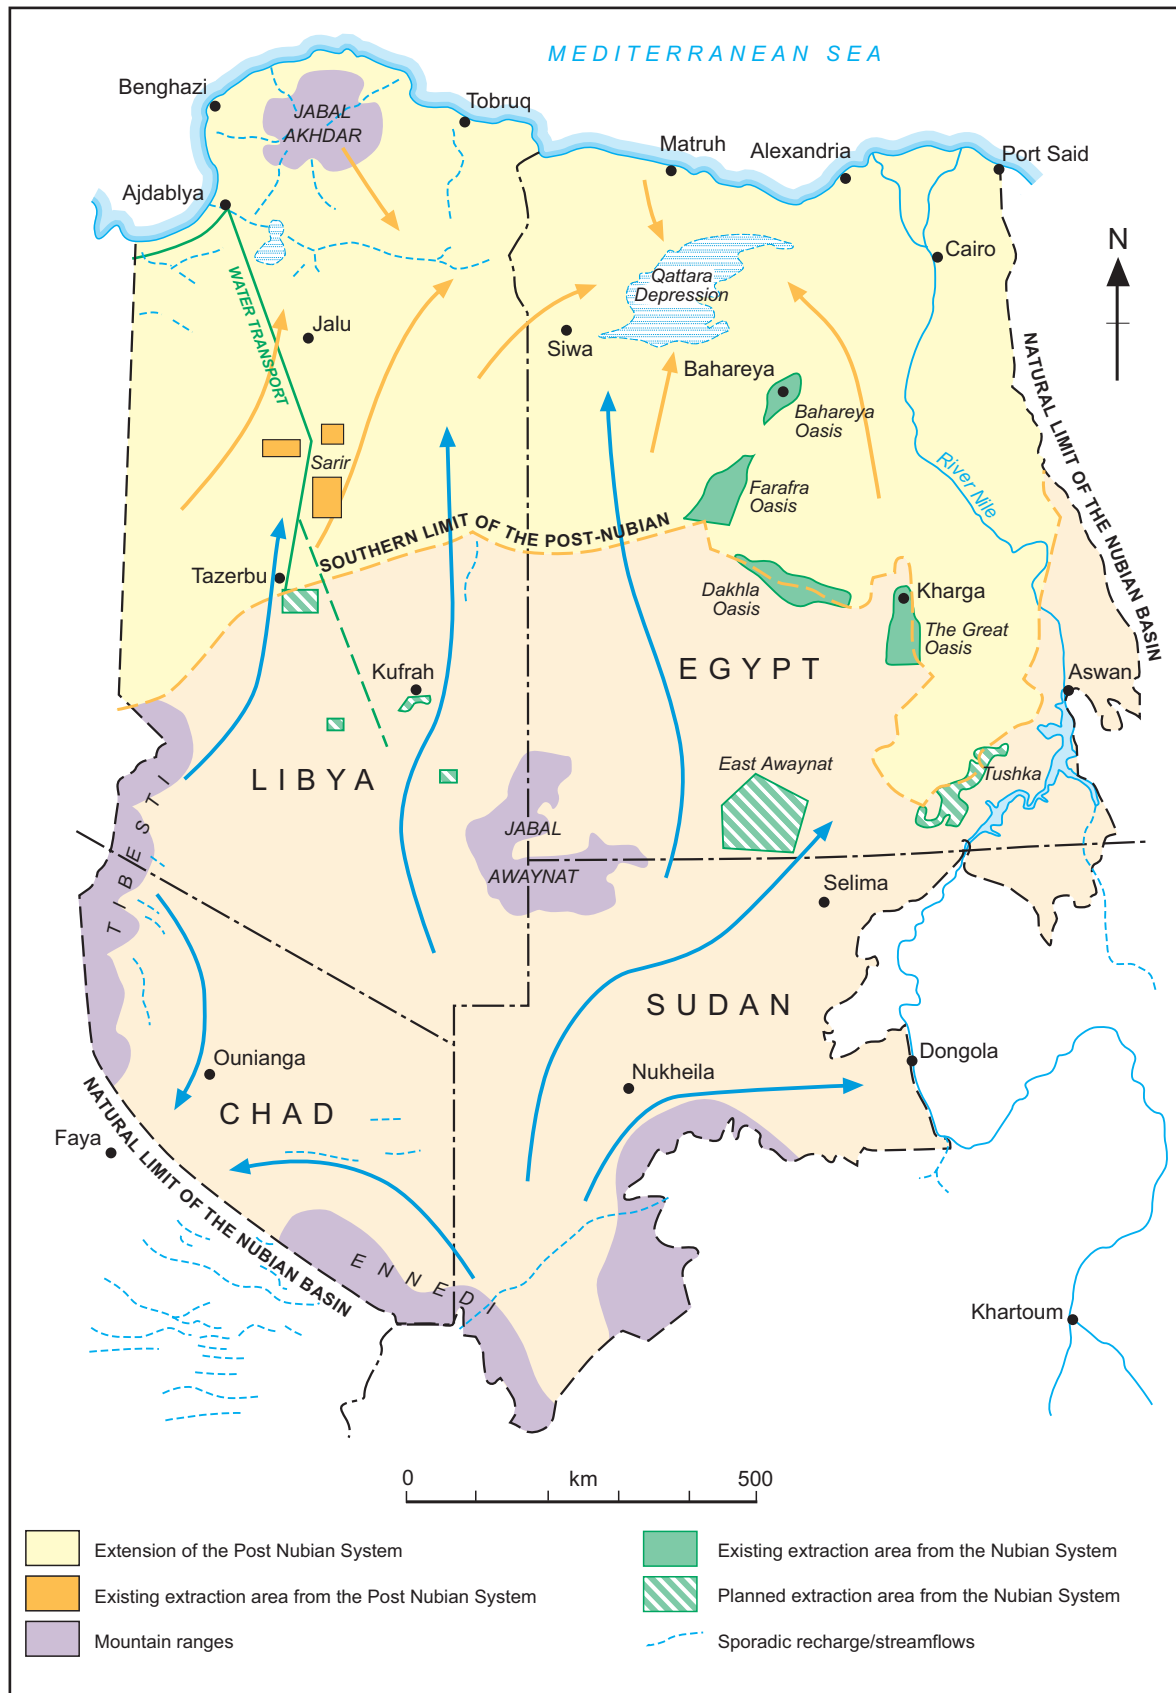 MEDITERRANEAN SEA
Benghazi
JABAL
AKHDAR
Tobruq
Matruh
Alexandria
Port Said
Ajdablya
Cairo
N
Qattara
Depression
WATER TRANSPORT
Jalu
Siwa
Bahareya
Bahareya
Oasis
NATURAL LIMIT OF THE NUBIAN BASIN
Sarir
Farafra
Oasis
River Nile
SOUTHERN LIMIT OF THE POST-NUBIAN
Tazerbu
Dakhla
Oasis
Kharga
The Great
Oasis
Kufrah
EGYPT
Aswan
LIBYA
East Awaynat
Tushka
TIBESTI
JABAL
AWAYNAT
Selima
SUDAN
Ounianga
Nukheila
Dongola
CHAD
Faya
NATURAL LIMIT OF THE NUBIAN BASIN
ENNEDI
Khartoum
0 km 500
Extension of the Post Nubian System
Existing extraction area from the Post Nubian System
Mountain ranges
Existing extraction area from the Nubian System
Planned extraction area from the Nubian System
Sporadic recharge/streamflows